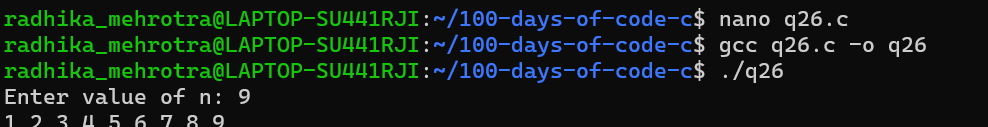 radhika_mehrotra@LAPTOP-SU441RJI:~/100-days-of-code-c$ nano q26.c
radhika_mehrotra@LAPTOP-SU441RJI:~/100-days-of-code-c$ gcc q26.c -o q26
radhika_mehrotra@LAPTOP-SU441RJI:~/100-days-of-code-c$ ./q26
Enter value of n: 9
1 2 3 4 5 6 7 8 9